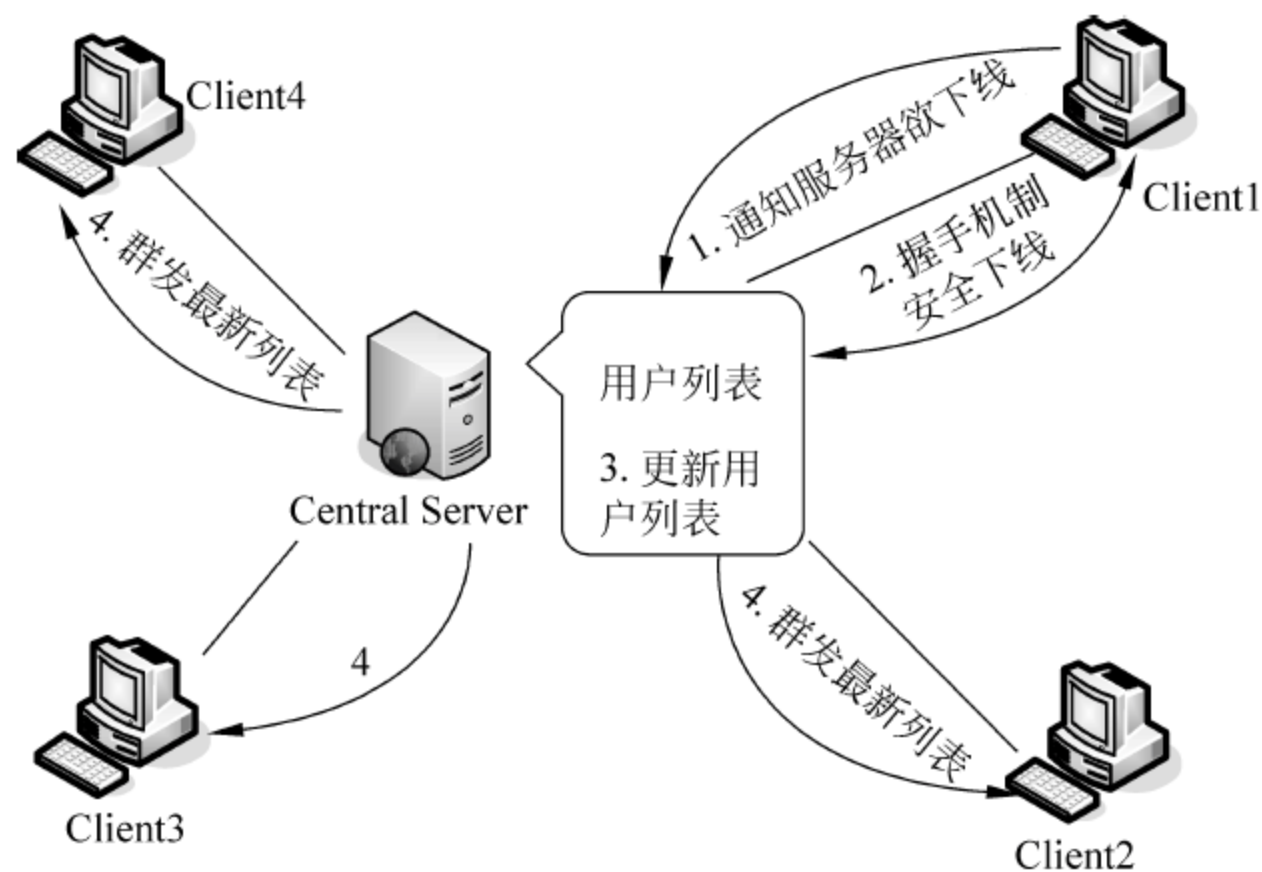 Client4
Client1
1. 通知服务器欲下线
2. 握手机制
安全下线
4. 群发最新列表
用户列表
3. 更新用
户列表
Central Server
4
4. 群发最新列表
Client3
Client2